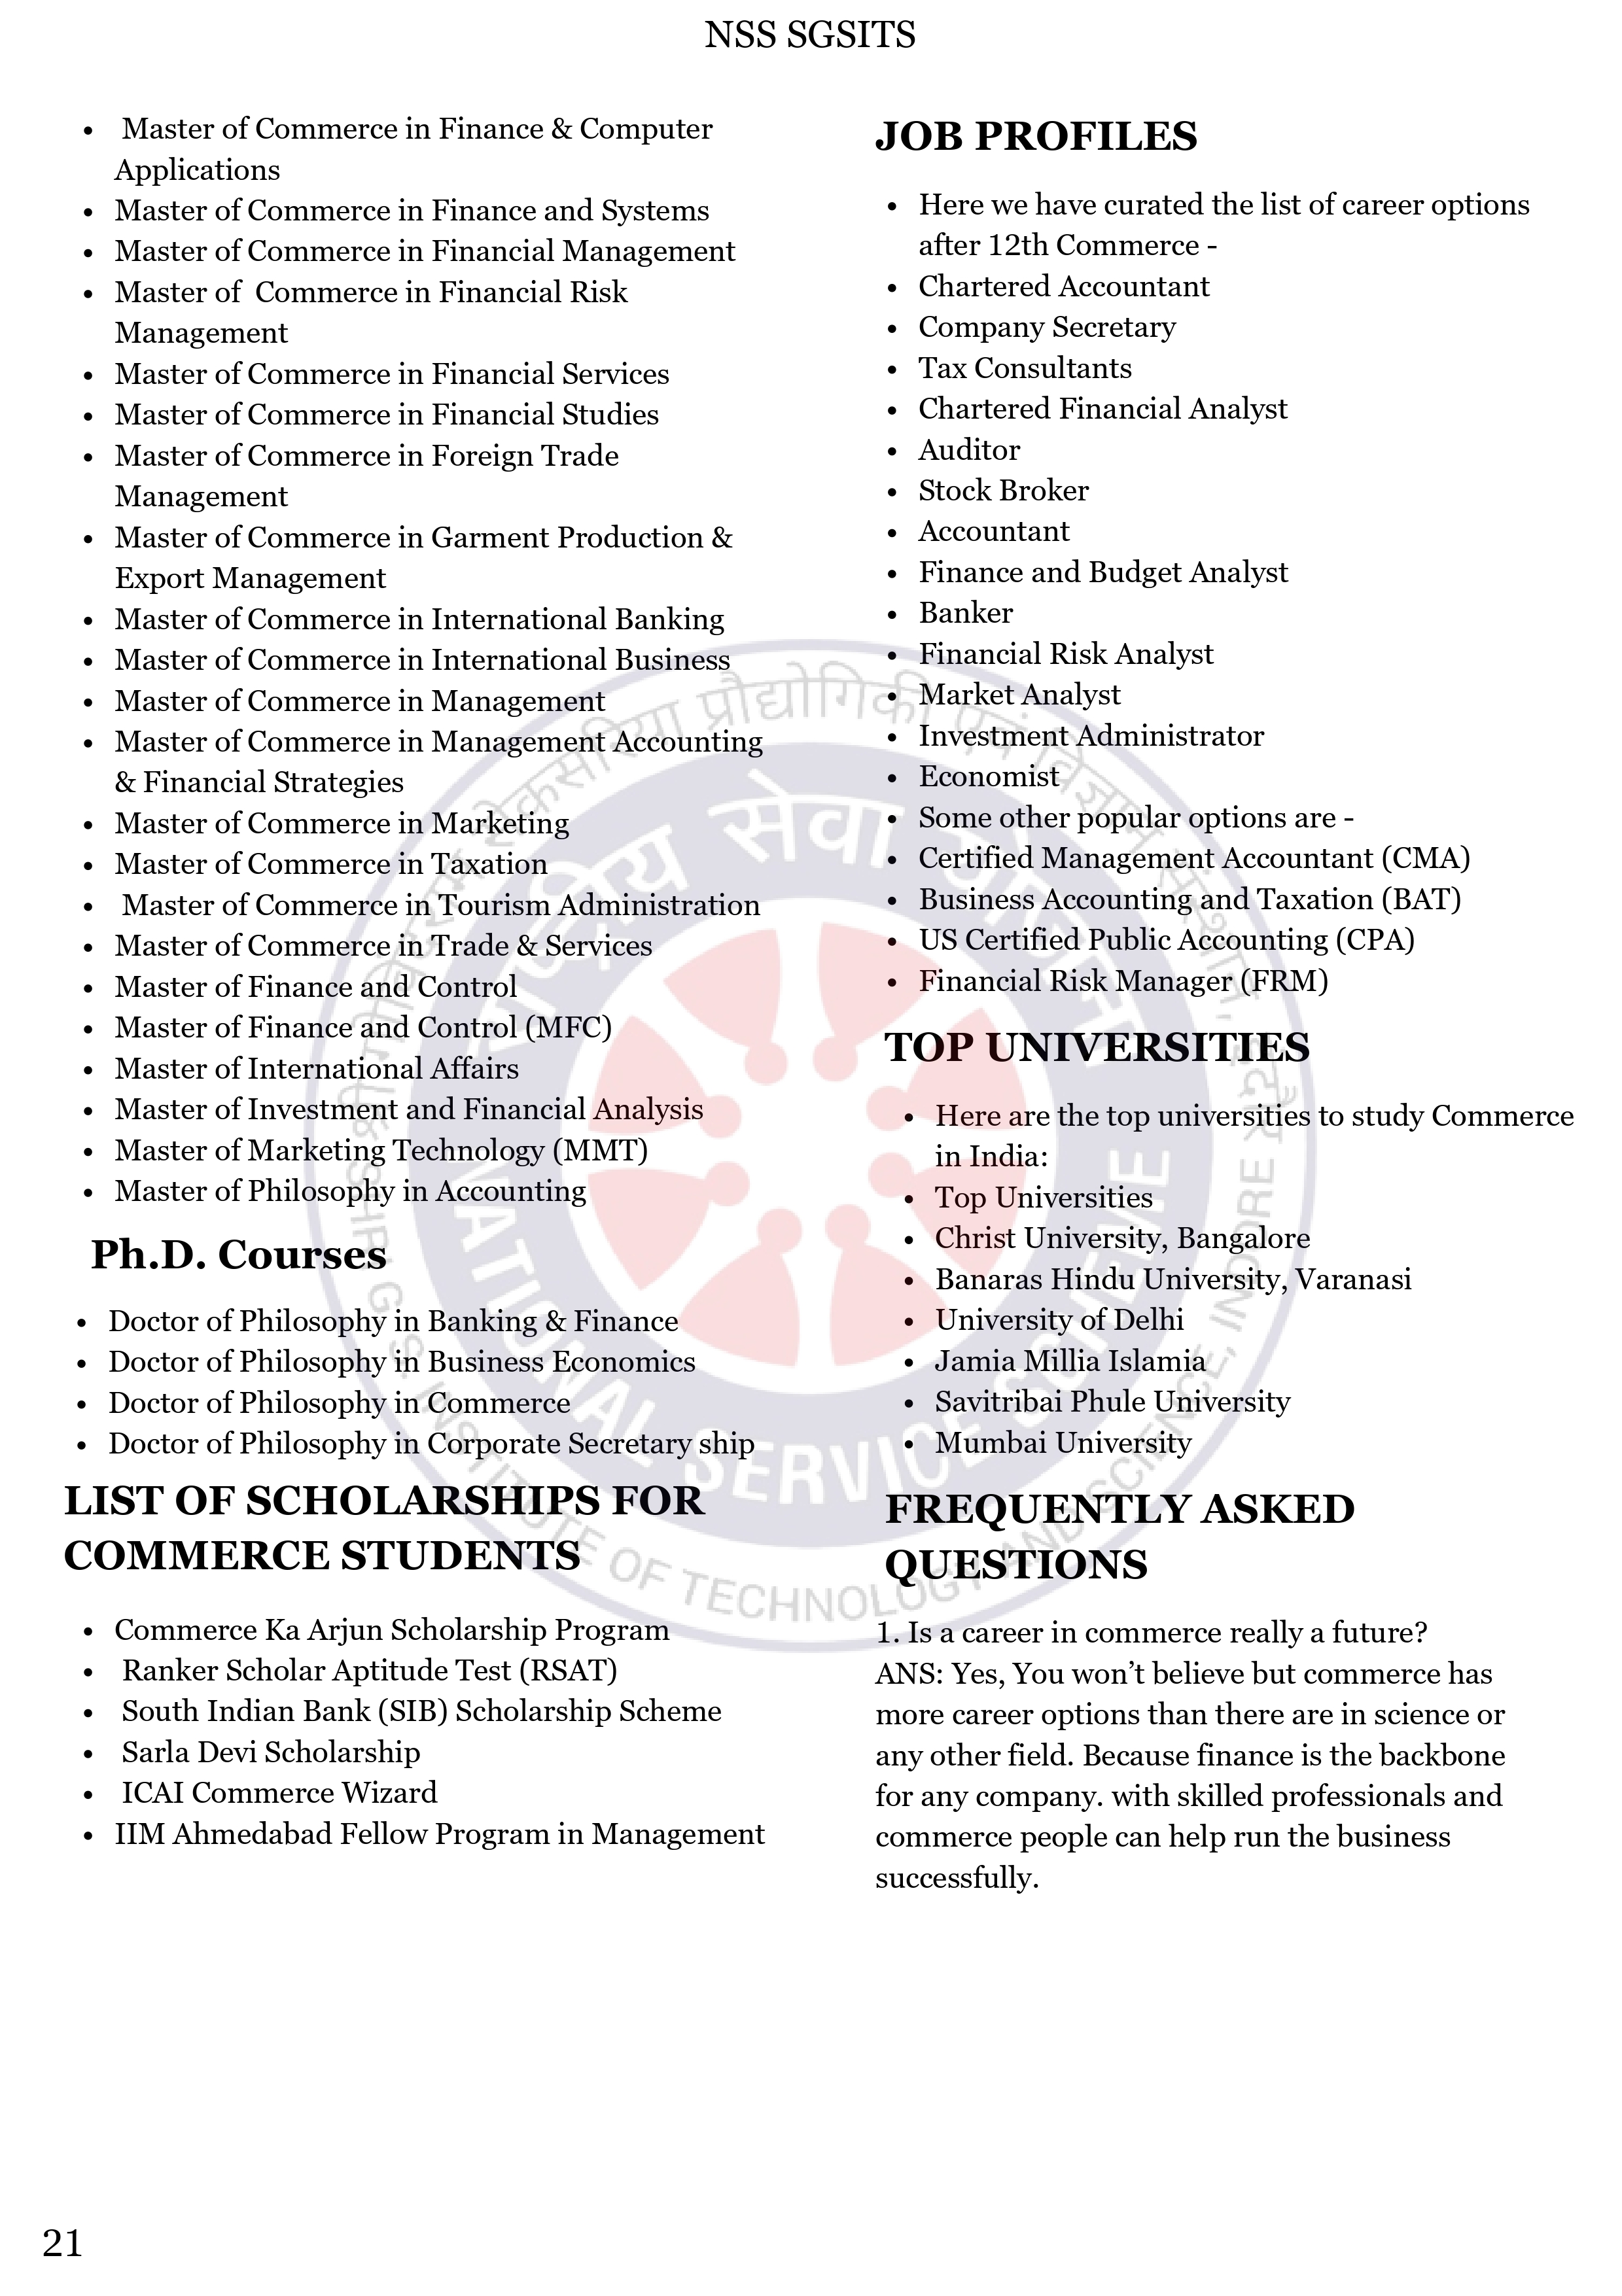 NSS SGSITS
•  Master of Commerce in Finance & Computer
Applications
• Master of Commerce in Finance and Systems
• Master of Commerce in Financial Management
• Master of  Commerce in Financial Risk
Management
• Master of Commerce in Financial Services
• Master of Commerce in Financial Studies
• Master of Commerce in Foreign Trade
Management
• Master of Commerce in Garment Production &
Export Management
• Master of Commerce in International Banking
• Master of Commerce in International Business
• Master of Commerce in Management
• Master of Commerce in Management Accounting
& Financial Strategies
• Master of Commerce in Marketing
• Master of Commerce in Taxation
•  Master of Commerce in Tourism Administration
• Master of Commerce in Trade & Services
• Master of Finance and Control
• Master of Finance and Control (MFC)
• Master of International Affairs
• Master of Investment and Financial Analysis
• Master of Marketing Technology (MMT)
• Master of Philosophy in Accounting
Ph.D. Courses
• Doctor of Philosophy in Banking & Finance
• Doctor of Philosophy in Business Economics
• Doctor of Philosophy in Commerce
• Doctor of Philosophy in Corporate Secretary ship
LIST OF SCHOLARSHIPS FOR
COMMERCE STUDENTS
• Commerce Ka Arjun Scholarship Program
•  Ranker Scholar Aptitude Test (RSAT)
•  South Indian Bank (SIB) Scholarship Scheme
•  Sarla Devi Scholarship
•  ICAI Commerce Wizard
• IIM Ahmedabad Fellow Program in Management
JOB PROFILES
• Here we have curated the list of career options
after 12th Commerce -
• Chartered Accountant
• Company Secretary
• Tax Consultants
• Chartered Financial Analyst
• Auditor
• Stock Broker
• Accountant
• Finance and Budget Analyst
• Banker
• Financial Risk Analyst
• Market Analyst
• Investment Administrator
• Economist
• Some other popular options are -
• Certified Management Accountant (CMA)
• Business Accounting and Taxation (BAT)
• US Certified Public Accounting (CPA)
• Financial Risk Manager (FRM)
TOP UNIVERSITIES
• Here are the top universities to study Commerce
in India:
• Top Universities
• Christ University, Bangalore
• Banaras Hindu University, Varanasi
• University of Delhi
• Jamia Millia Islamia
• Savitribai Phule University
• Mumbai University
FREQUENTLY ASKED
QUESTIONS
1. Is a career in commerce really a future?
ANS: Yes, You won’t believe but commerce has
more career options than there are in science or
any other field. Because finance is the backbone
for any company. with skilled professionals and
commerce people can help run the business
successfully.
श्री गोविंदराम सेकसरिया प्रौद्योगिकी एवं विज्ञान संस्थान, इंदौर
राष्ट्रीय सेवा योजना
NATIONAL SERVICE SCHEME
SHRI G. S. INSTITUTE OF TECHNOLOGY AND SCIENCE, INDORE
21